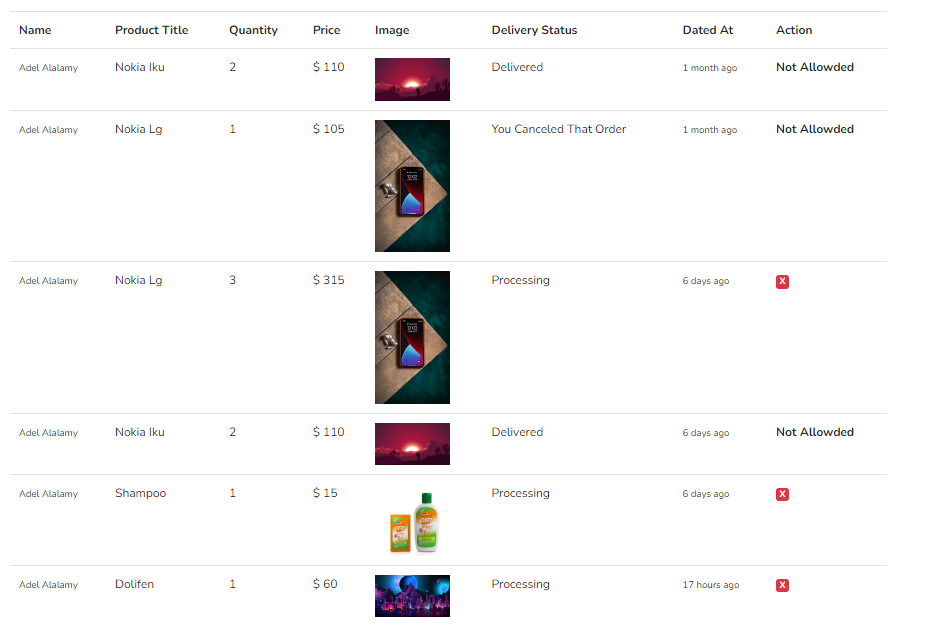 Name Product Title Quantity Price Image Delivery Status Dated At Action
Adel Alalamy Nokia Iku 2 $ 110 Delivered 1 month ago Not Allowded
Adel Alalamy Nokia Lg 1 $ 105 You Canceled That Order 1 month ago Not Allowded
12:02
Adel Alalamy Nokia Lg 3 $ 315 Processing 6 days ago X
12:02
Adel Alalamy Nokia Iku 2 $ 110 Delivered 6 days ago Not Allowded
Adel Alalamy Shampoo 1 $ 15 Processing 6 days ago X
Adel Alalamy Dolifen 1 $ 60 Processing 17 hours ago X